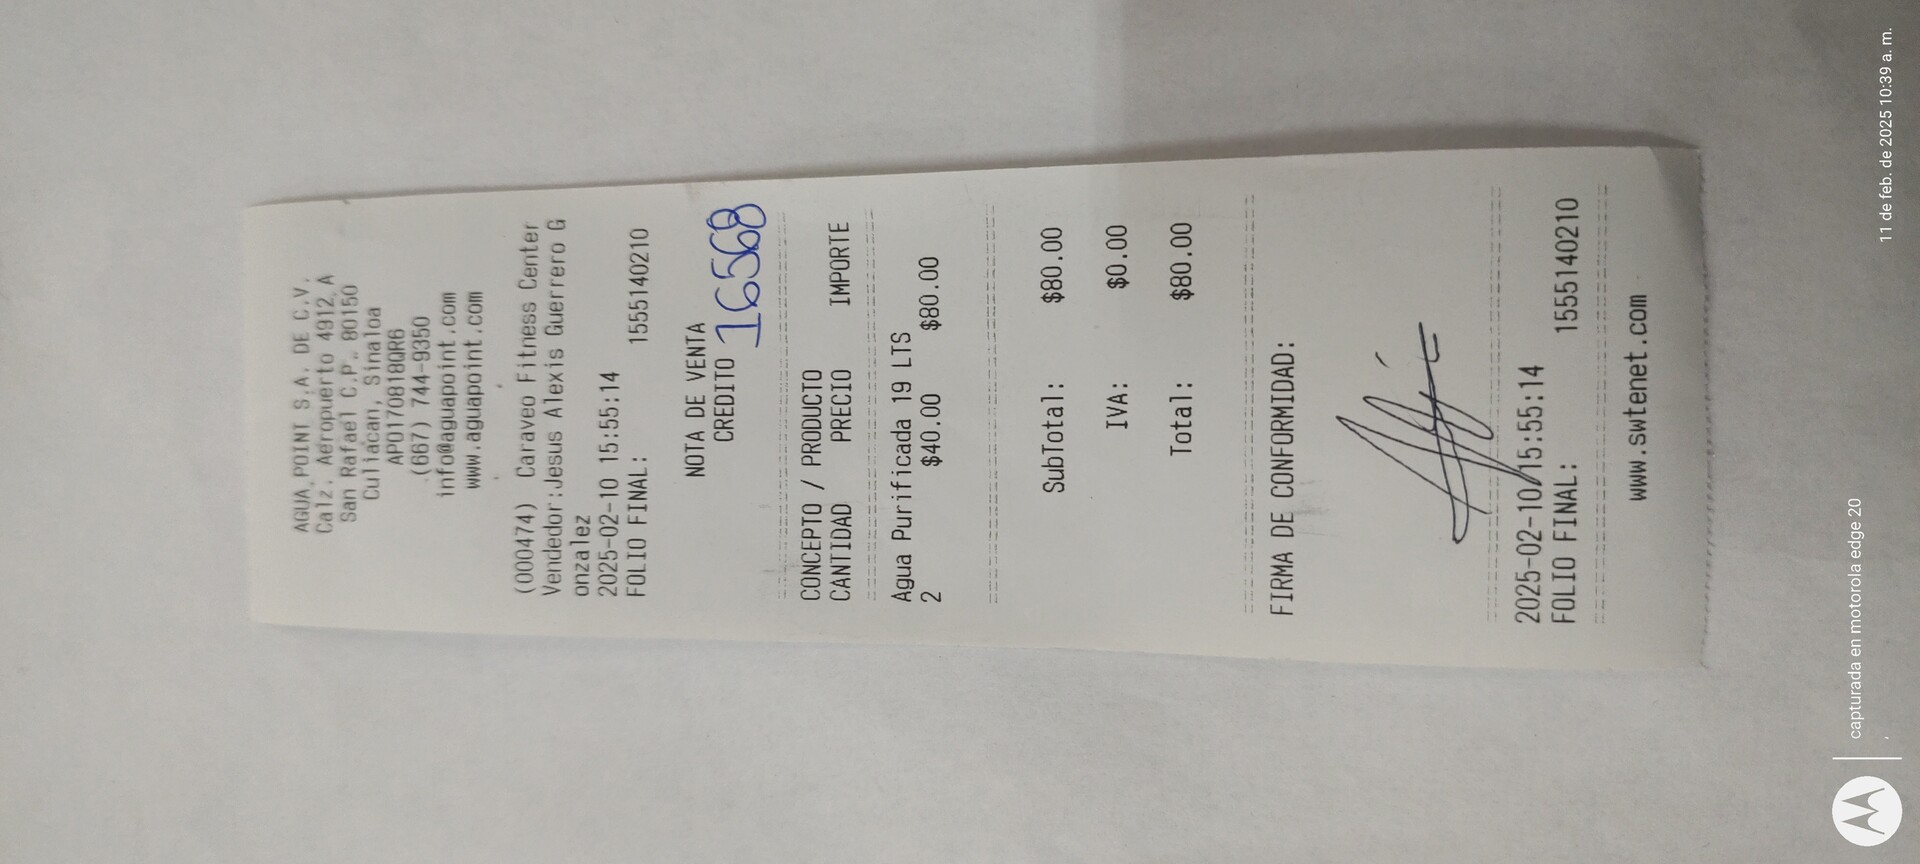 AGUA POINT S.A. DE C.V.
Calz. Aeropuerto 4912 A
San Rafael C.P. 80150
Culiacan, Sinaloa
APO170818QR6
(667) 744-9350
info@aguapoint.com
www.aguapoint.com
(000474) Caraveo Fitness Center
Vendedor:Jesus Alexis Guerrero G
onzalez
2025-02-10 15:55:14
FOLIO FINAL: 1555140210
NOTA DE VENTA
CREDITO 16568
CONCEPTO / PRODUCTO
CANTIDAD PRECIO IMPORTE
Agua Purificada 19 LTS
2 $40.00 $80.00
SubTotal: $80.00
IVA: $0.00
Total: $80.00
FIRMA DE CONFORMIDAD:
2025-02-10 15:55:14
FOLIO FINAL: 1555140210
www.swtenet.com
capturada en motorola edge 20
11 de feb. de 2025 10:39 a. m.